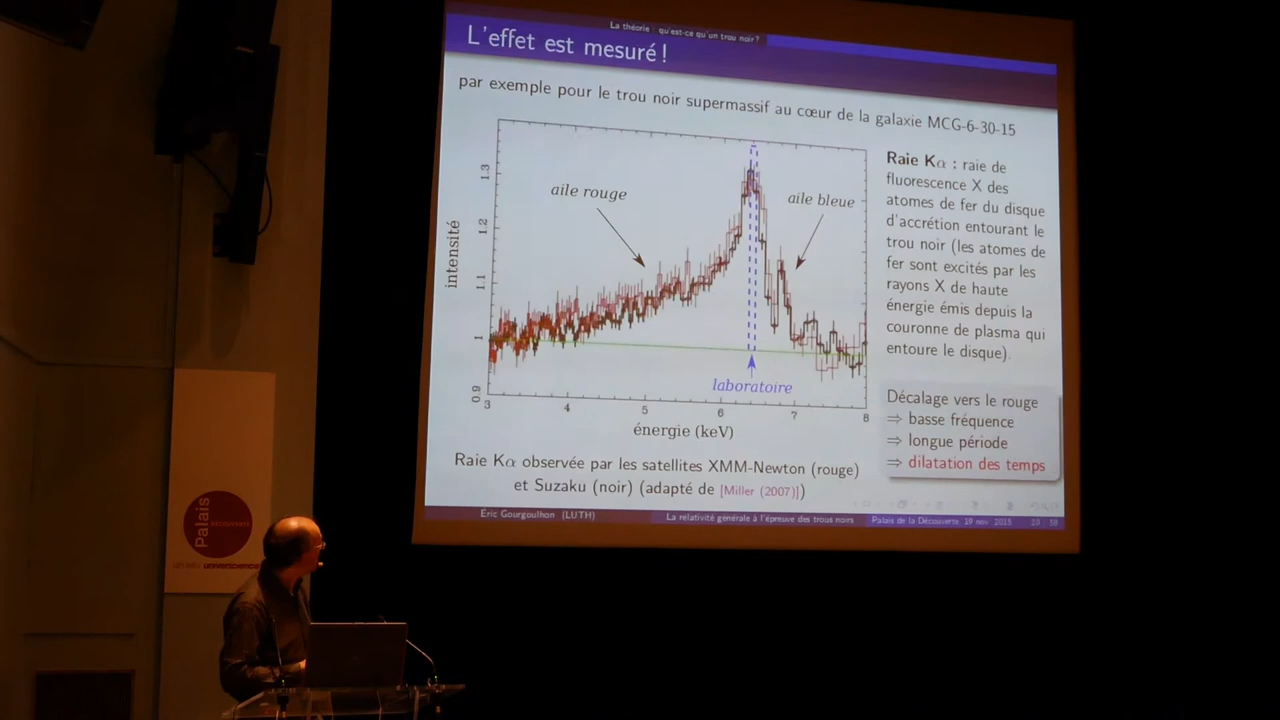 La théorie : qu'est-ce qu'un trou noir?
L'effet est mesuré !
par exemple pour le trou noir supermassif au cœur de la galaxie MCG-6-30-15
intensité
0.9
1
1.1
1.2
1.3
aile rouge
aile bleue
laboratoire
3 4 5 6 7 8
énergie (keV)
Raie Kα observée par les satellites XMM-Newton (rouge)
et Suzaku (noir) (adapté de [Miller (2007)])
Raie Kα : raie de
fluorescence X des
atomes de fer du disque
d'accrétion entourant le
trou noir (les atomes de
fer sont excités par les
rayons X de haute
énergie émis depuis la
couronne de plasma qui
entoure le disque).
Décalage vers le rouge
⇒ basse fréquence
⇒ longue période
⇒ dilatation des temps
Éric Gourgoulhon (LUTH) La relativité générale à l'épreuve des trous noirs Palais de la Découverte 19 nov 2015
Palais
DÉCOUVERTE
universcience